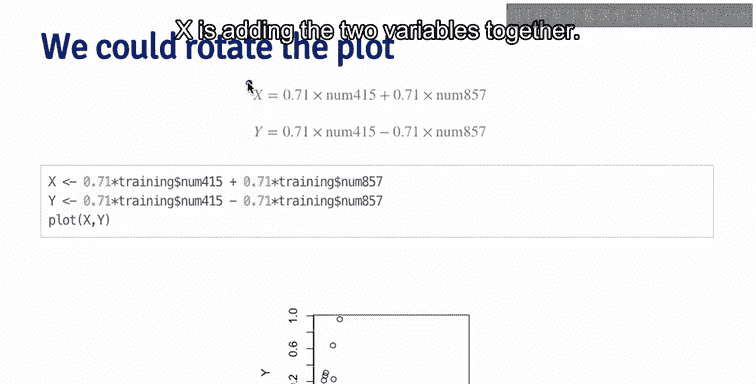 X is adding the two variables together.
We could rotate the plot
X = 0.71 × num415 + 0.71 × num857
Y = 0.71 × num415 − 0.71 × num857
X <- 0.71*training$num415 + 0.71*training$num857
Y <- 0.71*training$num415 - 0.71*training$num857
plot(X,Y)
1.0
0.6
0.2
Y